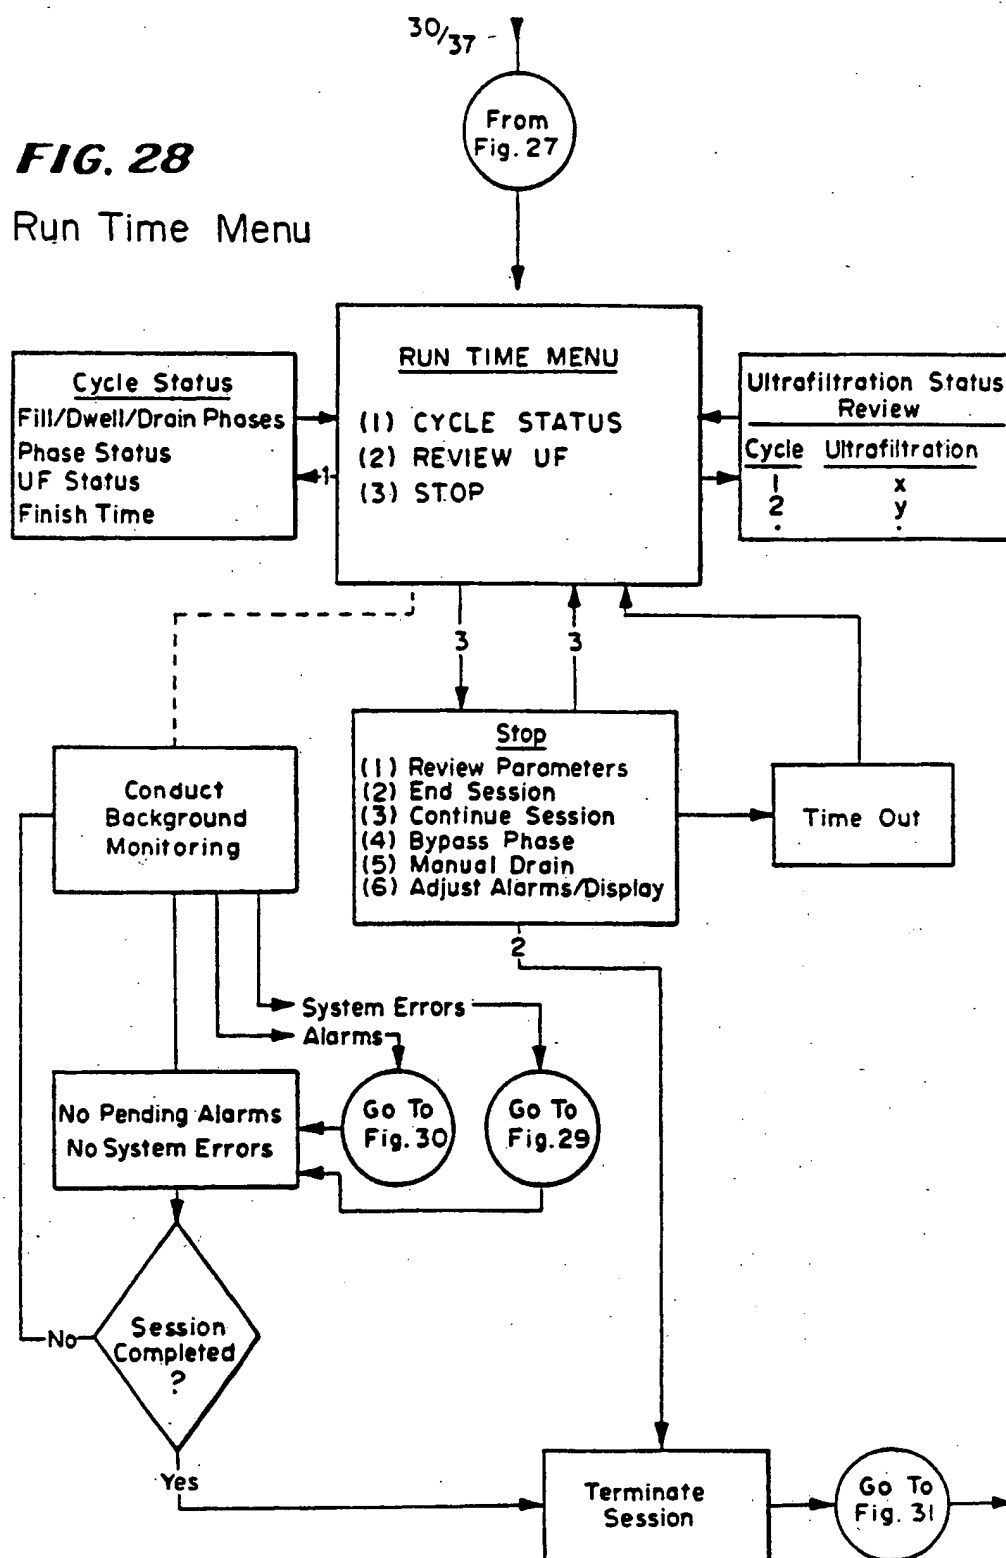 30/37
From
Fig. 27
FIG. 28
Run Time Menu
RUN TIME MENU
(1) CYCLE STATUS
(2) REVIEW UF
(3) STOP
Cycle Status
Fill/Dwell/Drain Phases
Phase Status
UF Status
Finish Time
1
Ultrafiltration Status
Review
Cycle Ultrafiltration
1 x
2 y
. .
3
3
Stop
(1) Review Parameters
(2) End Session
(3) Continue Session
(4) Bypass Phase
(5) Manual Drain
(6) Adjust Alarms/Display
Time Out
Conduct
Background
Monitoring
2
System Errors
Alarms
No Pending Alarms
No System Errors
Go To
Fig. 30
Go To
Fig. 29
Session
Completed
?
No
Yes
Terminate
Session
Go To
Fig. 31